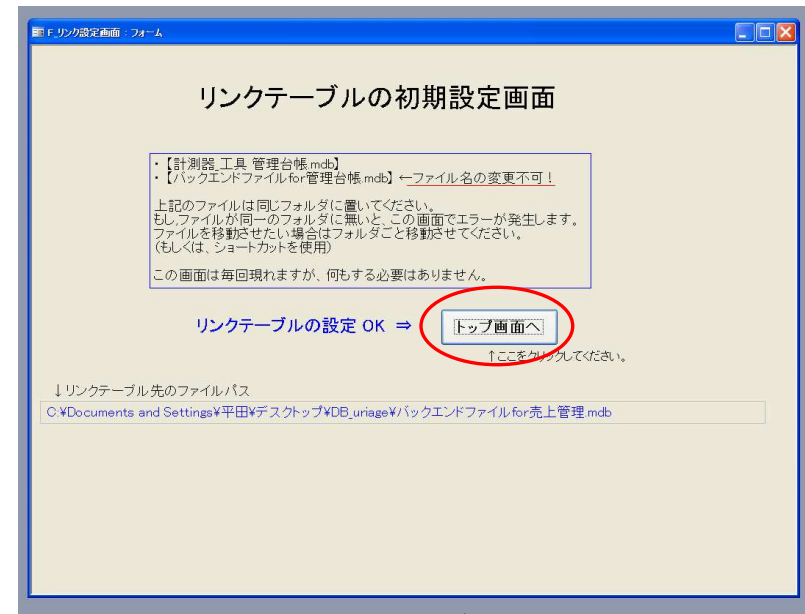 F_リンク設定画面 : フォーム
リンクテーブルの初期設定画面
・【計測器_工具 管理台帳.mdb】
・【バックエンドファイルfor管理台帳.mdb】 ←ファイル名の変更不可！
上記のファイルは同じフォルダに置いてください。
もし,ファイルが同一のフォルダに無いと、この画面でエラーが発生します。
ファイルを移動させたい場合はフォルダごと移動させてください。
(もしくは、ショートカットを使用)
この画面は毎回現れますが、何もする必要はありません。
リンクテーブルの設定 OK ⇒ トップ画面へ
↑ここをクリックしてください。
↓リンクテーブル先のファイルパス
C:¥Documents and Settings¥平田¥デスクトップ¥DB_uriage¥バックエンドファイルfor売上管理.mdb